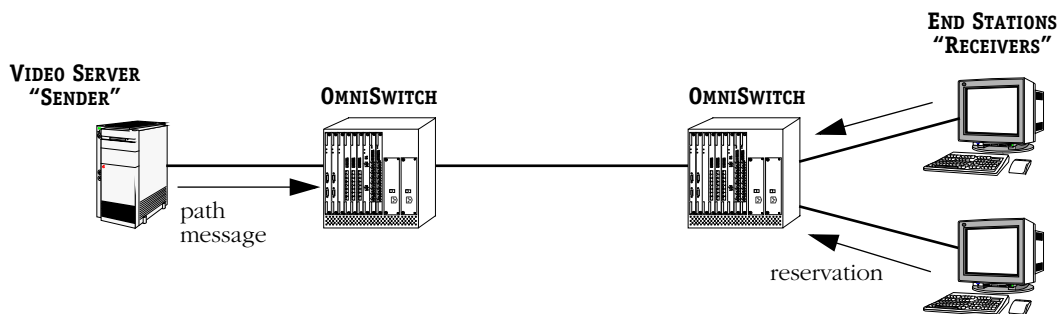 END STATIONS
“RECEIVERS”
VIDEO SERVER
“SENDER”
OMNISWITCH
OMNISWITCH
path
message
reservation